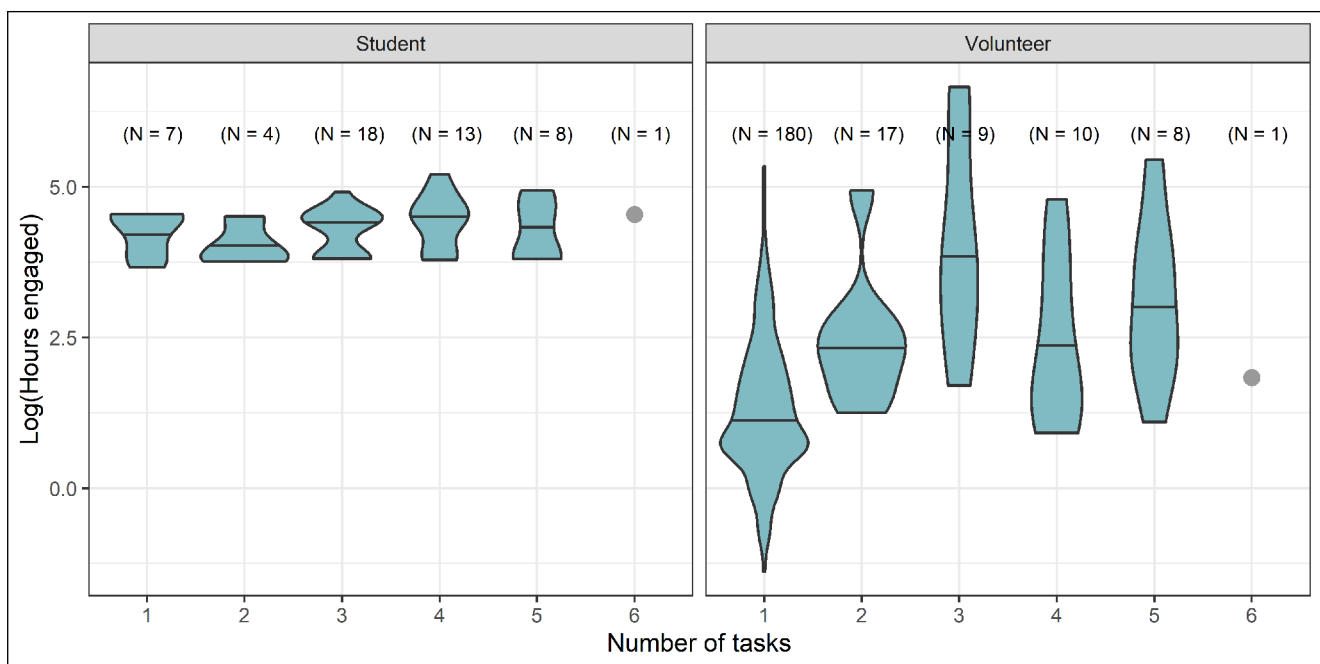 Student
Volunteer
(N = 7) (N = 4) (N = 18) (N = 13) (N = 8) (N = 1)
(N = 180) (N = 17) (N = 9) (N = 10) (N = 8) (N = 1)
5.0
2.5
0.0
Log(Hours engaged)
1 2 3 4 5 6
1 2 3 4 5 6
Number of tasks